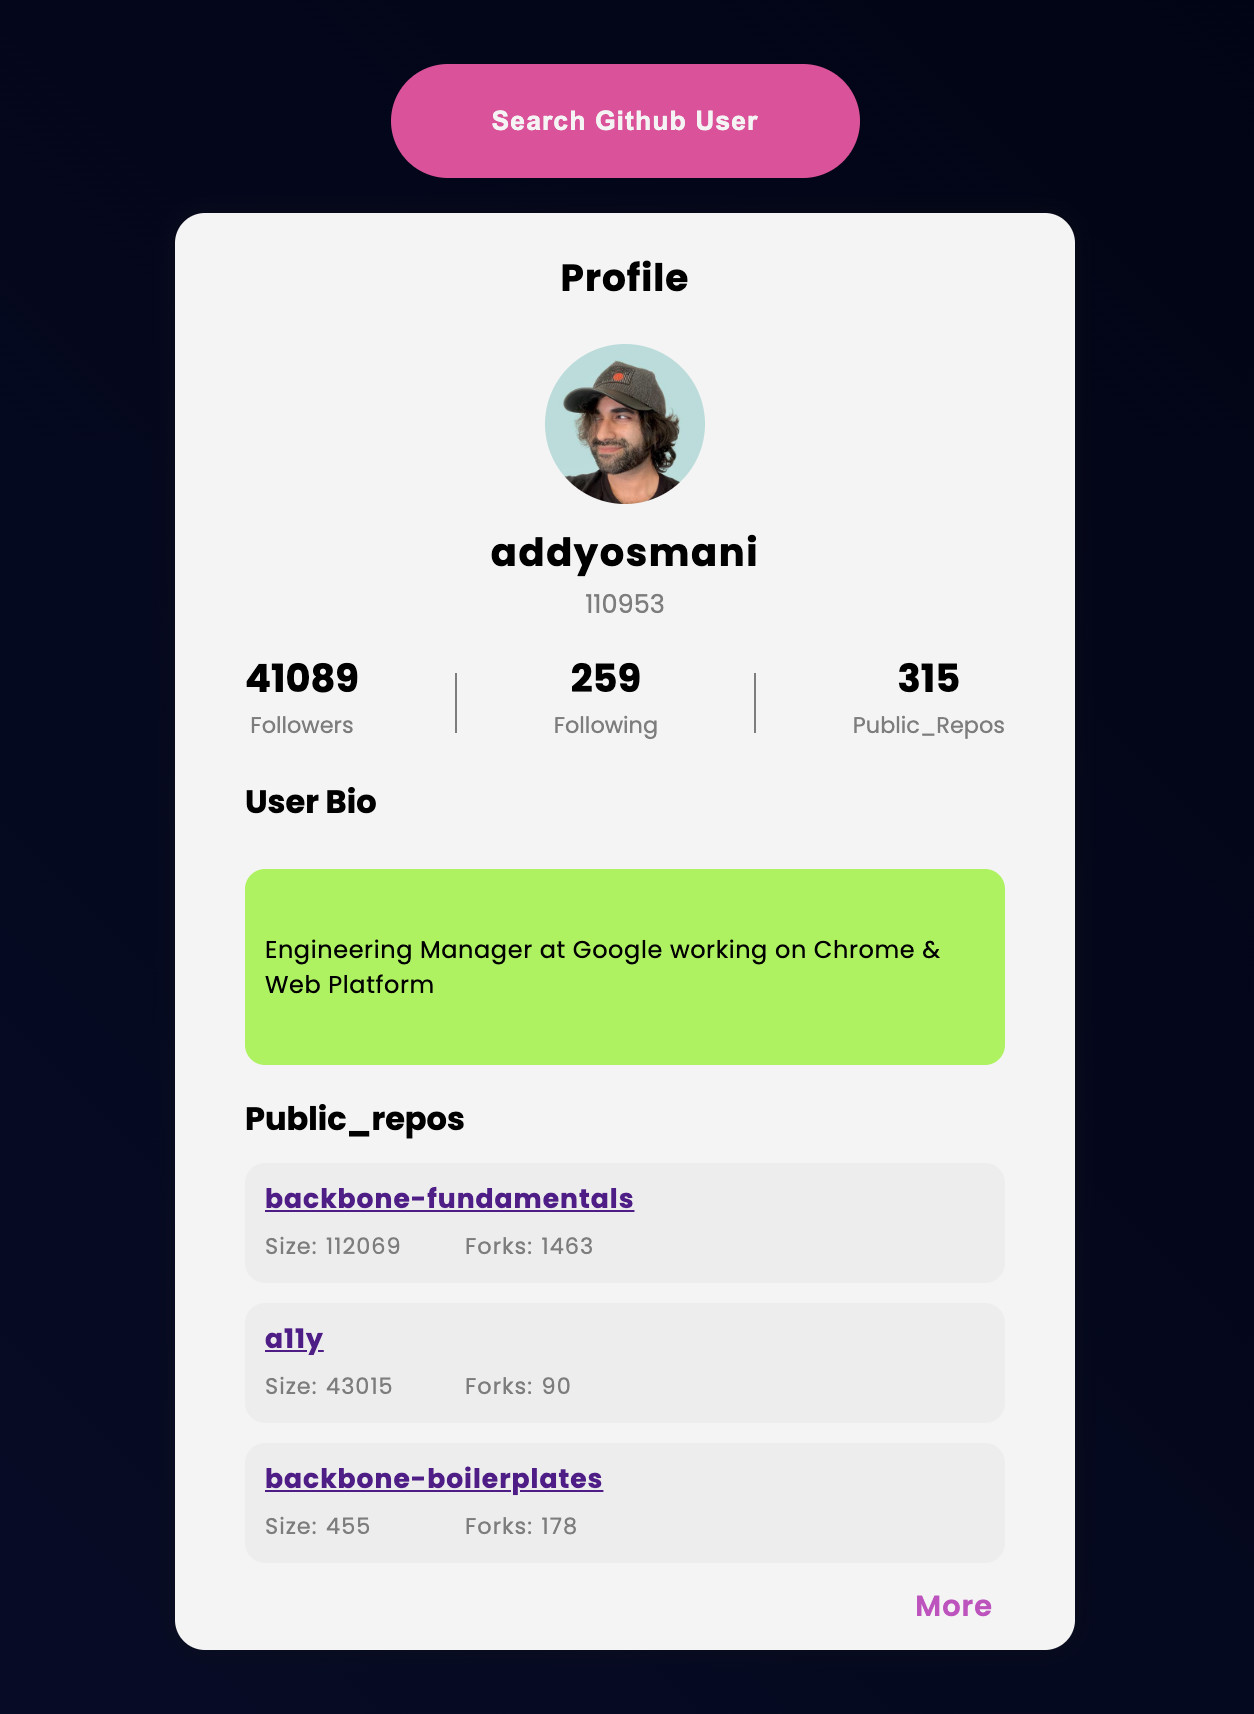 Search Github User
Profile
addyosmani
110953
41089
Followers
259
Following
315
Public_Repos
User Bio
Engineering Manager at Google working on Chrome &
Web Platform
Public_repos
backbone-fundamentals
Size: 112069 Forks: 1463
a11y
Size: 43015 Forks: 90
backbone-boilerplates
Size: 455 Forks: 178
More